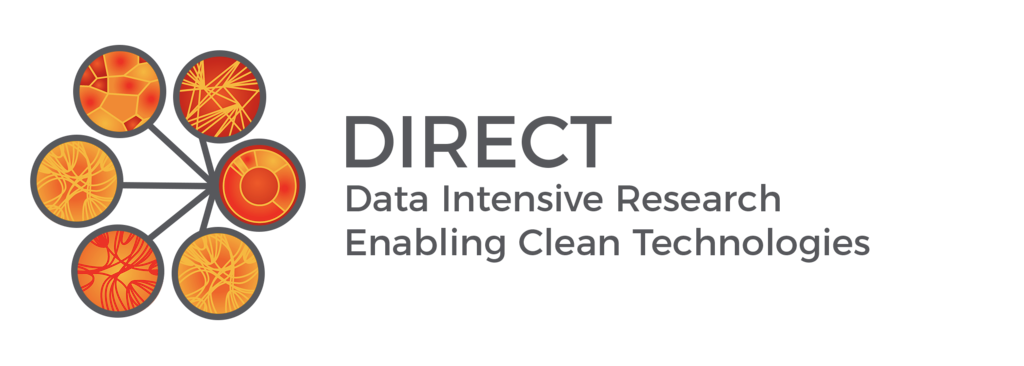 DIRECT
Data Intensive Research
Enabling Clean Technologies